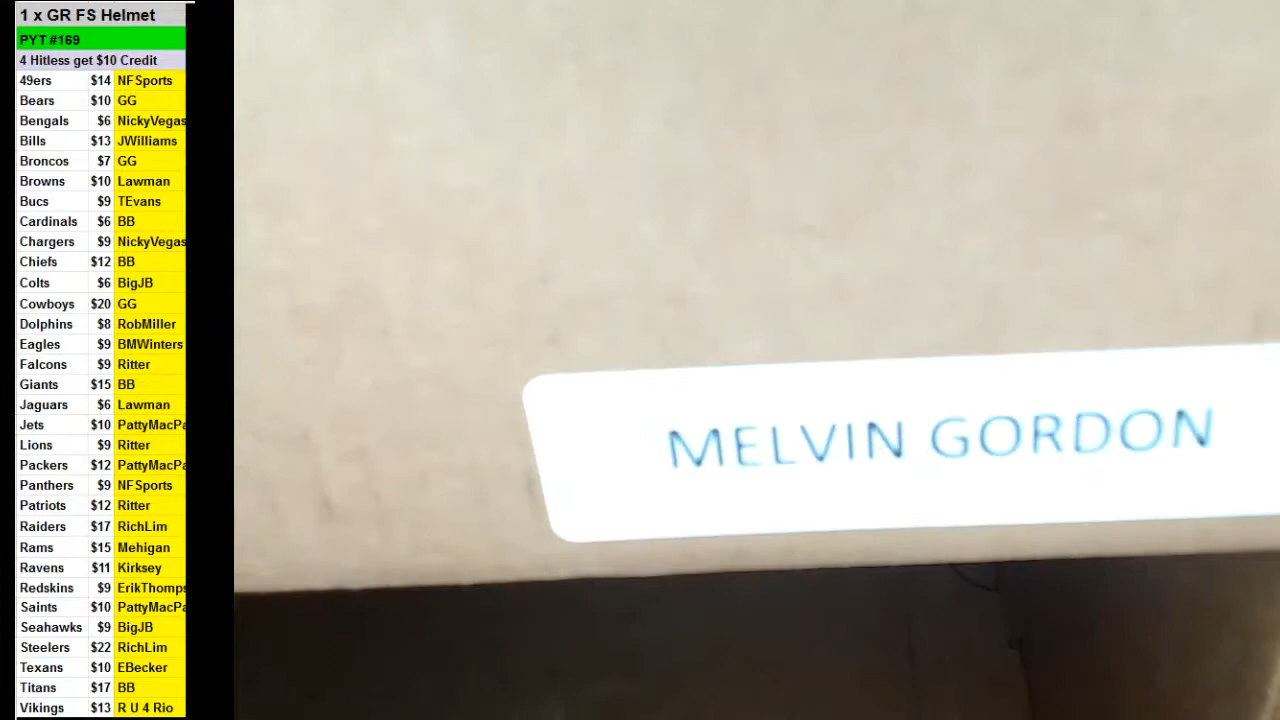 1 x GR FS Helmet
PYT #169
4 Hitless get $10 Credit
49ers $14 NFSports
Bears $10 GG
Bengals $6 NickyVegas
Bills $13 JWilliams
Broncos $7 GG
Browns $10 Lawman
Bucs $9 TEvans
Cardinals $6 BB
Chargers $9 NickyVegas
Chiefs $12 BB
Colts $6 BigJB
Cowboys $20 GG
Dolphins $8 RobMiller
Eagles $9 BMWinters
Falcons $9 Ritter
Giants $15 BB
Jaguars $6 Lawman
Jets $10 PattyMacPa
Lions $9 Ritter
Packers $12 PattyMacPa
Panthers $9 NFSports
Patriots $12 Ritter
Raiders $17 RichLim
Rams $15 Mehigan
Ravens $11 Kirksey
Redskins $9 ErikThomps
Saints $10 PattyMacPa
Seahawks $9 BigJB
Steelers $22 RichLim
Texans $10 EBecker
Titans $17 BB
Vikings $13 R U 4 Rio
MELVIN GORDON